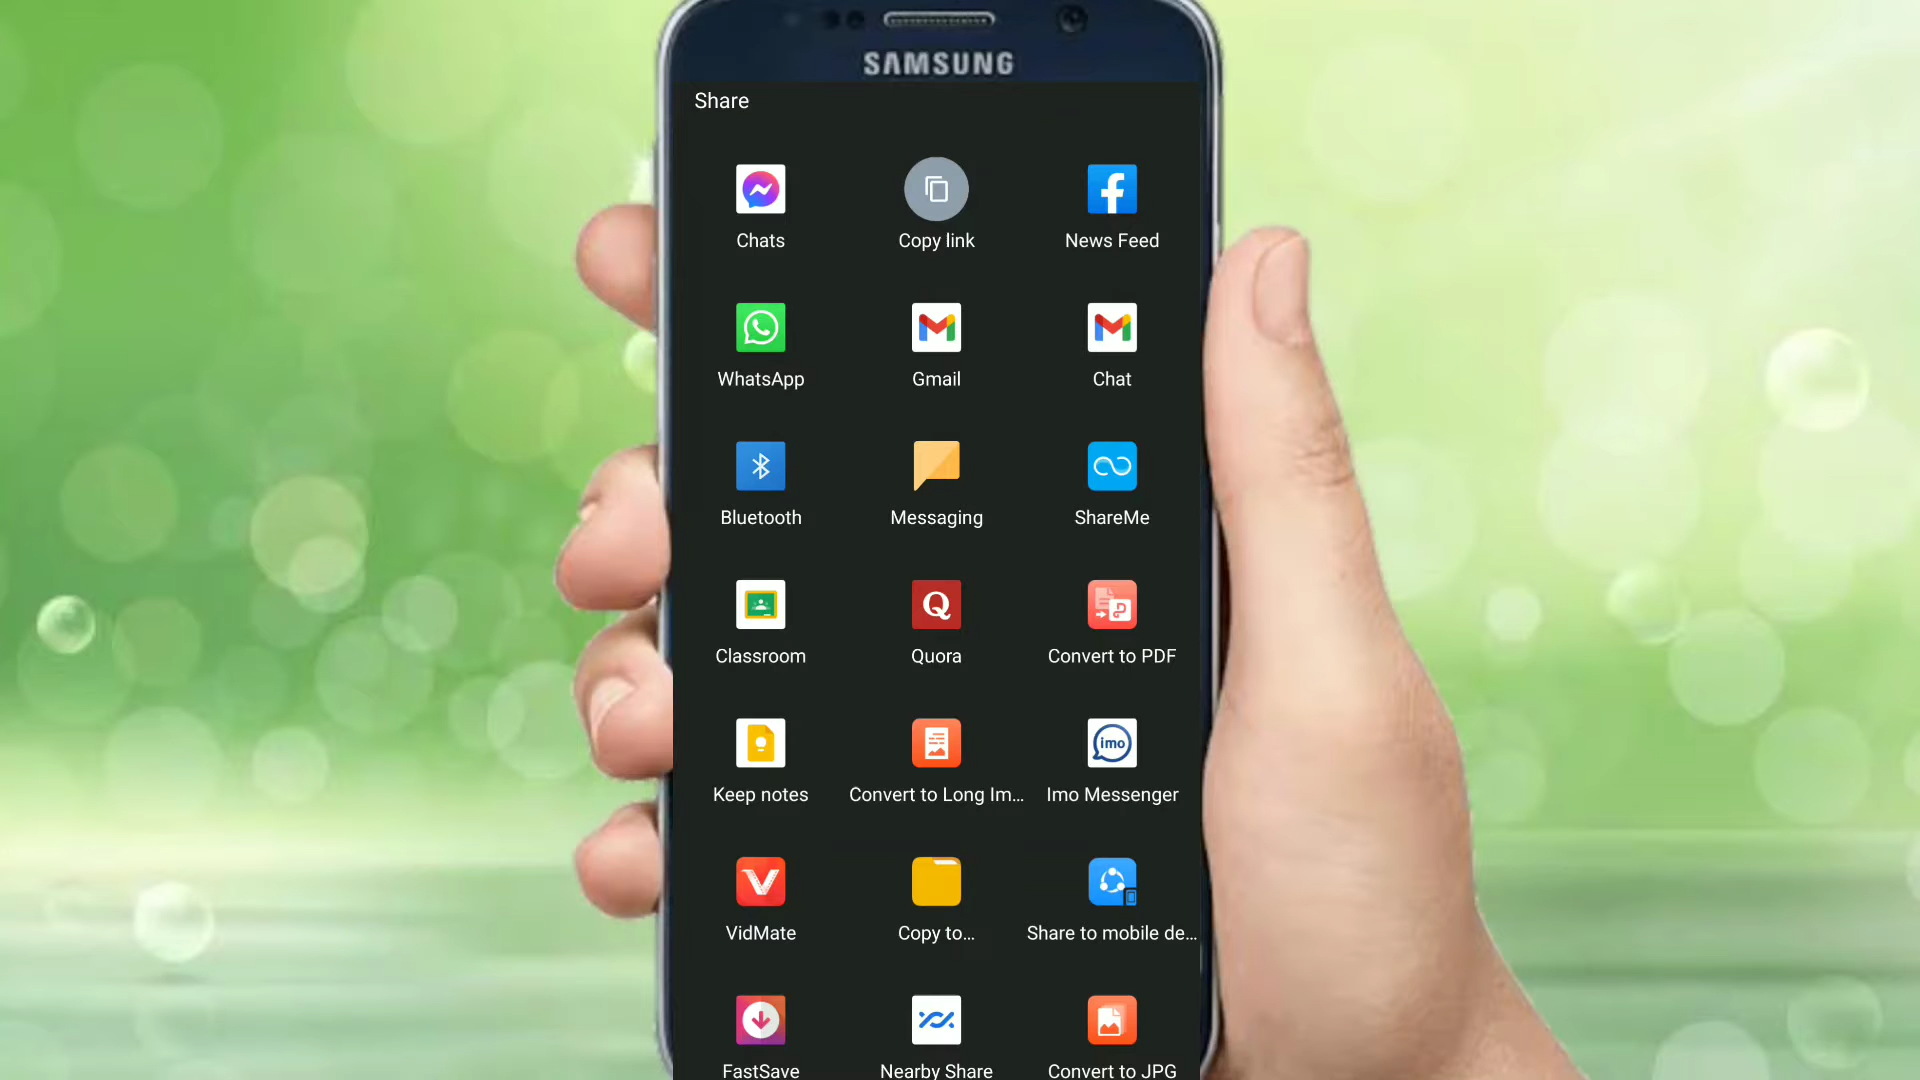 SAMSUNG
Share
Chats
Copy link
News Feed
WhatsApp
Gmail
Chat
Bluetooth
Messaging
ShareMe
Classroom
Q
Quora
Convert to PDF
Keep notes
Convert to Long Im...
imo
Imo Messenger
VidMate
Copy to...
Share to mobile de...
FastSave
Nearby Share
Convert to JPG